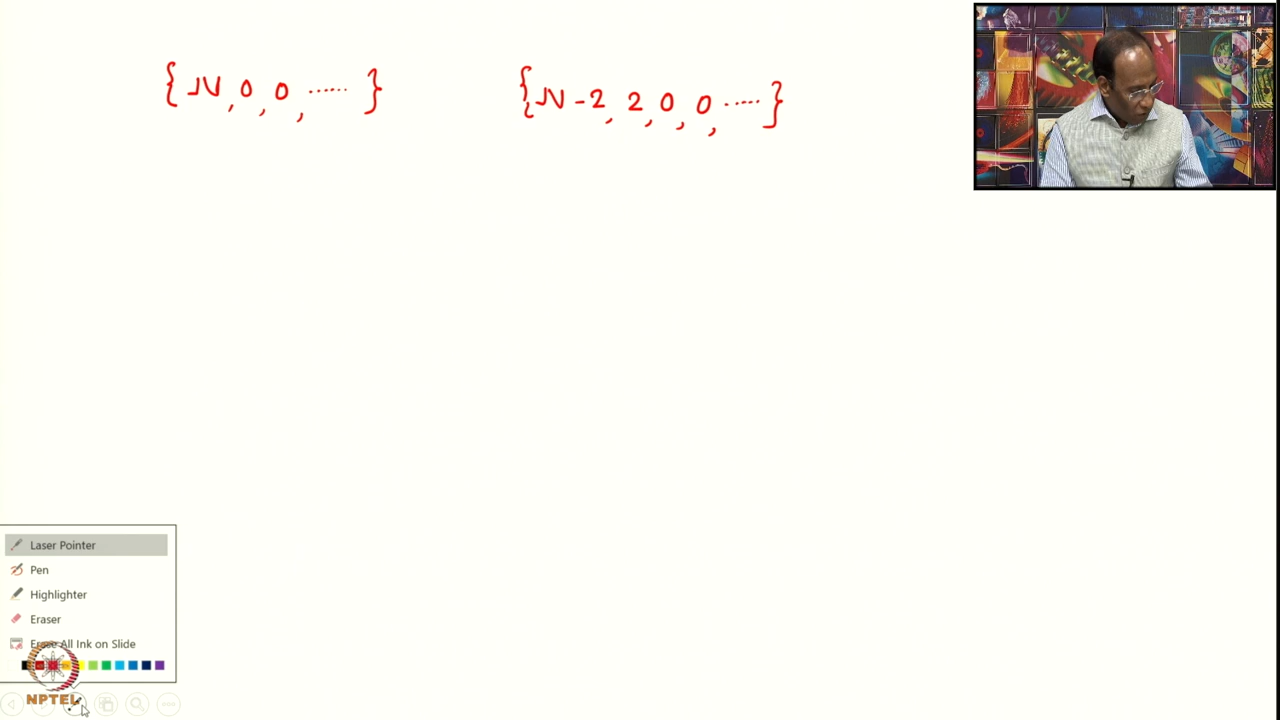 { N, 0, 0, ...... } { N - 2, 2, 0, 0, ..... }
Laser Pointer
Pen
Highlighter
Eraser
Erase All Ink on Slide
NPTEL